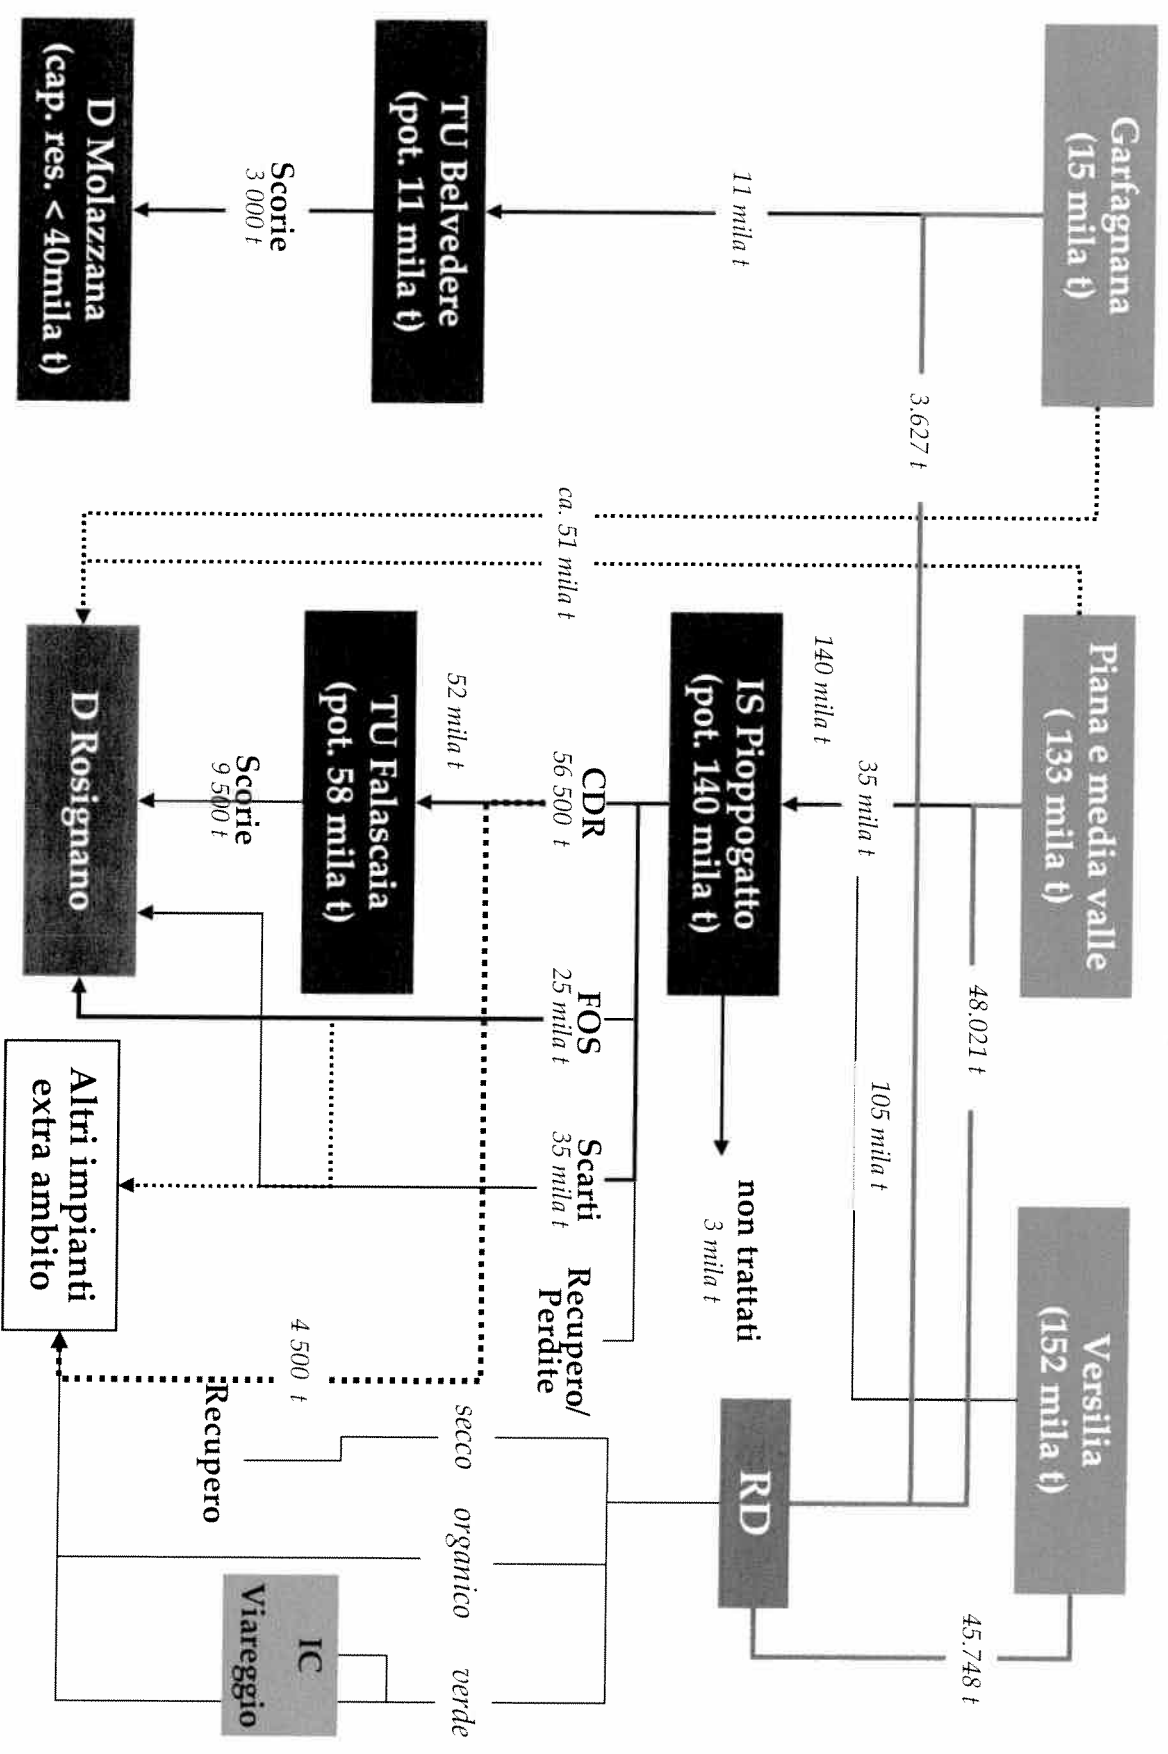 Garfagnana
(15 mila t)
Piana e media valle
( 133 mila t)
Versilia
(152 mila t)
3.627 t
48.021 t
45.748 t
11 mila t
35 mila t
105 mila t
140 mila t
ca. 51 mila t
TU Belvedere
(pot. 11 mila t)
IS Pioppogatto
(pot. 140 mila t)
non trattati
3 mila t
RD
CDR
56 500 t
FOS
25 mila t
Scarti
35 mila t
Recupero/
Perdite
secco
organico
verde
52 mila t
TU Falascaia
(pot. 58 mila t)
4 500 t
Recupero
IC
Viareggio
Scorie
3 000 t
Scorie
9 500 t
D Molazzana
(cap. res. < 40mila t)
D Rosignano
Altri impianti
extra ambito